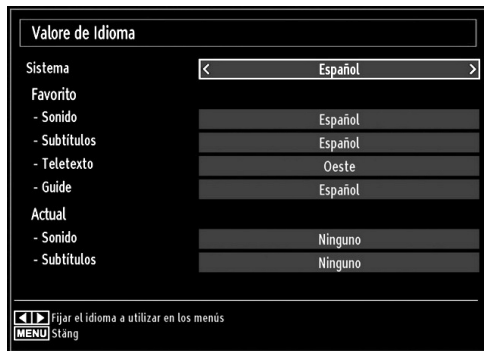 Valore de Idioma
Sistema < Español >
Favorito
- Sonido Español
- Subtítulos Español
- Teletexto Oeste
- Guide Español
Actual
- Sonido Ninguno
- Subtítulos Ninguno
Fijar el idioma a utilizar en los menús
MENU Stäng